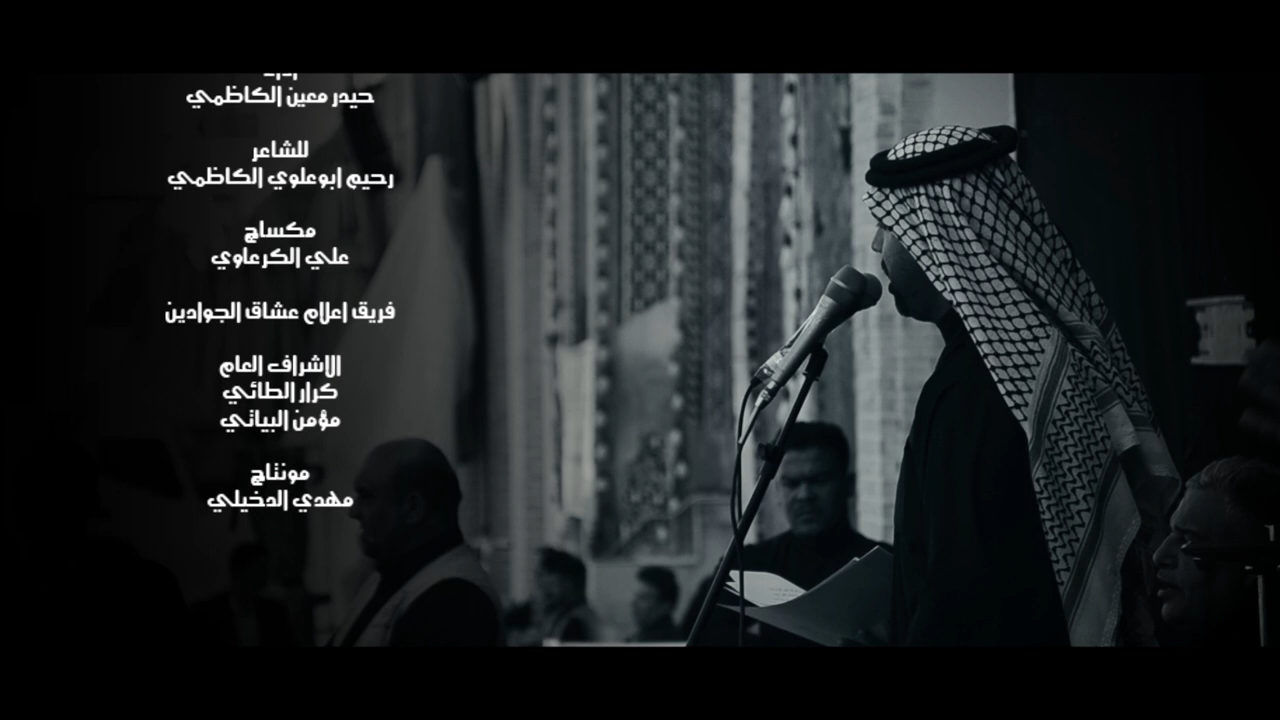 حيدر معين الكاظمي
للشاعر
رحيم ابوعلوي الكاظمي
مكساج
علي الكرعاوي
فريق اعلام عشاق الجوادين
الاشراف العام
كرار الطائي
مؤمن البياتي
مونتاج
مهدي الدخيلي